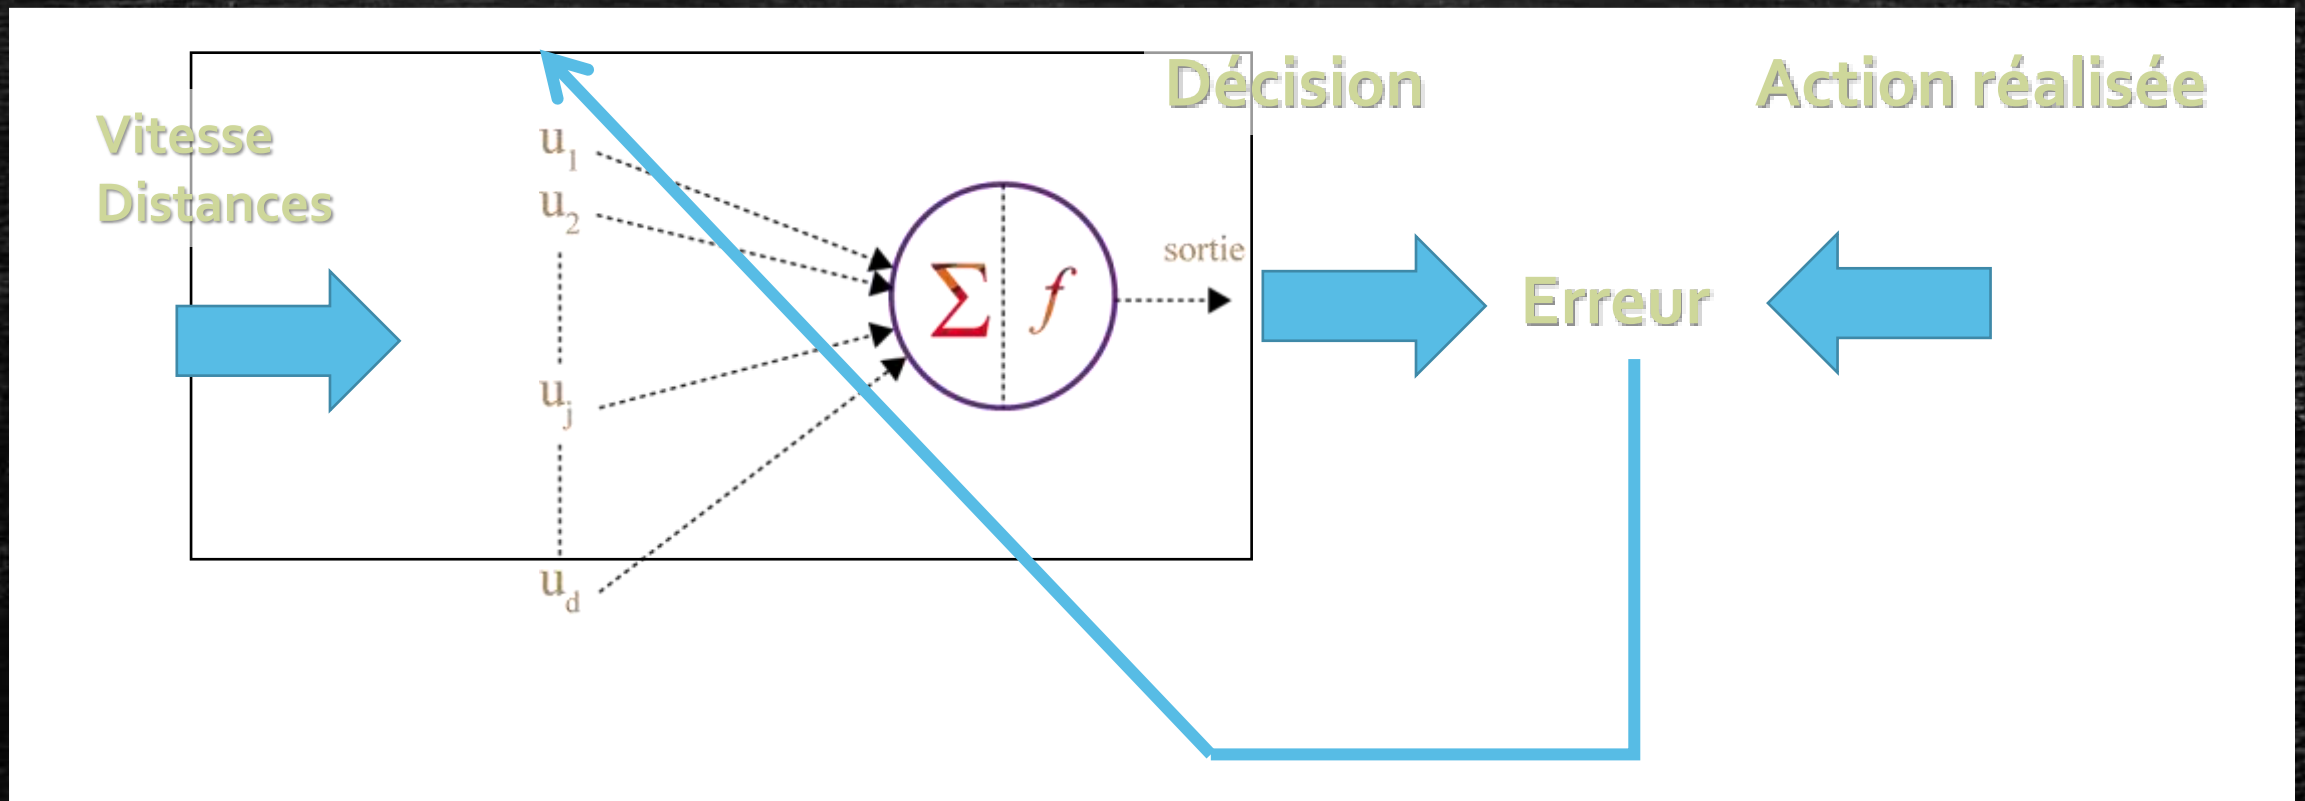 Décision
Action réalisée
Vitesse
Distances
u1
u2
sortie
Σ f
Erreur
uj
ud